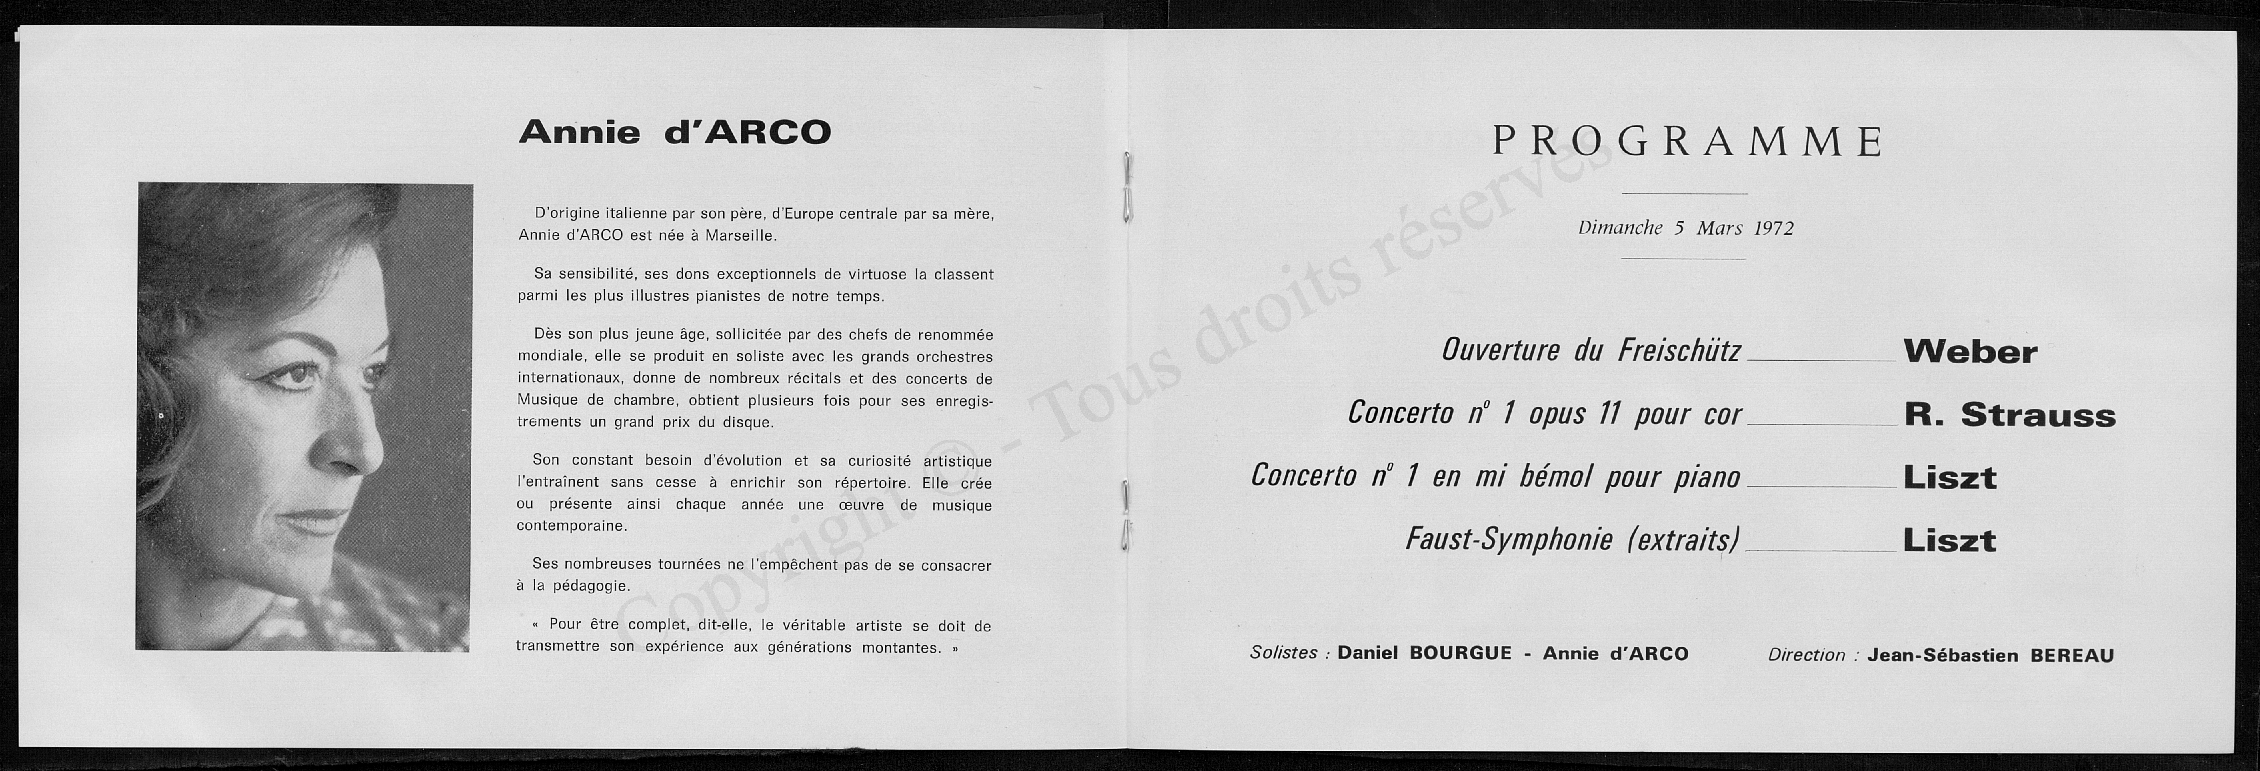 Annie d'ARCO
D'origine italienne par son père, d'Europe centrale par sa mère,
Annie d'ARCO est née à Marseille.
Sa sensibilité, ses dons exceptionnels de virtuose la classent
parmi les plus illustres pianistes de notre temps.
Dès son plus jeune âge, sollicitée par des chefs de renommée
mondiale, elle se produit en soliste avec les grands orchestres
internationaux, donne de nombreux récitals et des concerts de
Musique de chambre, obtient plusieurs fois pour ses enregis-
trements un grand prix du disque.
Son constant besoin d'évolution et sa curiosité artistique
l'entraînent sans cesse à enrichir son répertoire. Elle crée
ou présente ainsi chaque année une œuvre de musique
contemporaine.
Ses nombreuses tournées ne l'empêchent pas de se consacrer
à la pédagogie.
« Pour être complet, dit-elle, le véritable artiste se doit de
transmettre son expérience aux générations montantes. »
PROGRAMME
Dimanche 5 Mars 1972
Ouverture du Freischütz Weber
Concerto nº 1 opus 11 pour cor R. Strauss
Concerto nº 1 en mi bémol pour piano Liszt
Faust-Symphonie (extraits) Liszt
Solistes : Daniel BOURGUE - Annie d'ARCO Direction : Jean-Sébastien BEREAU
Copyright © - Tous droits réservés